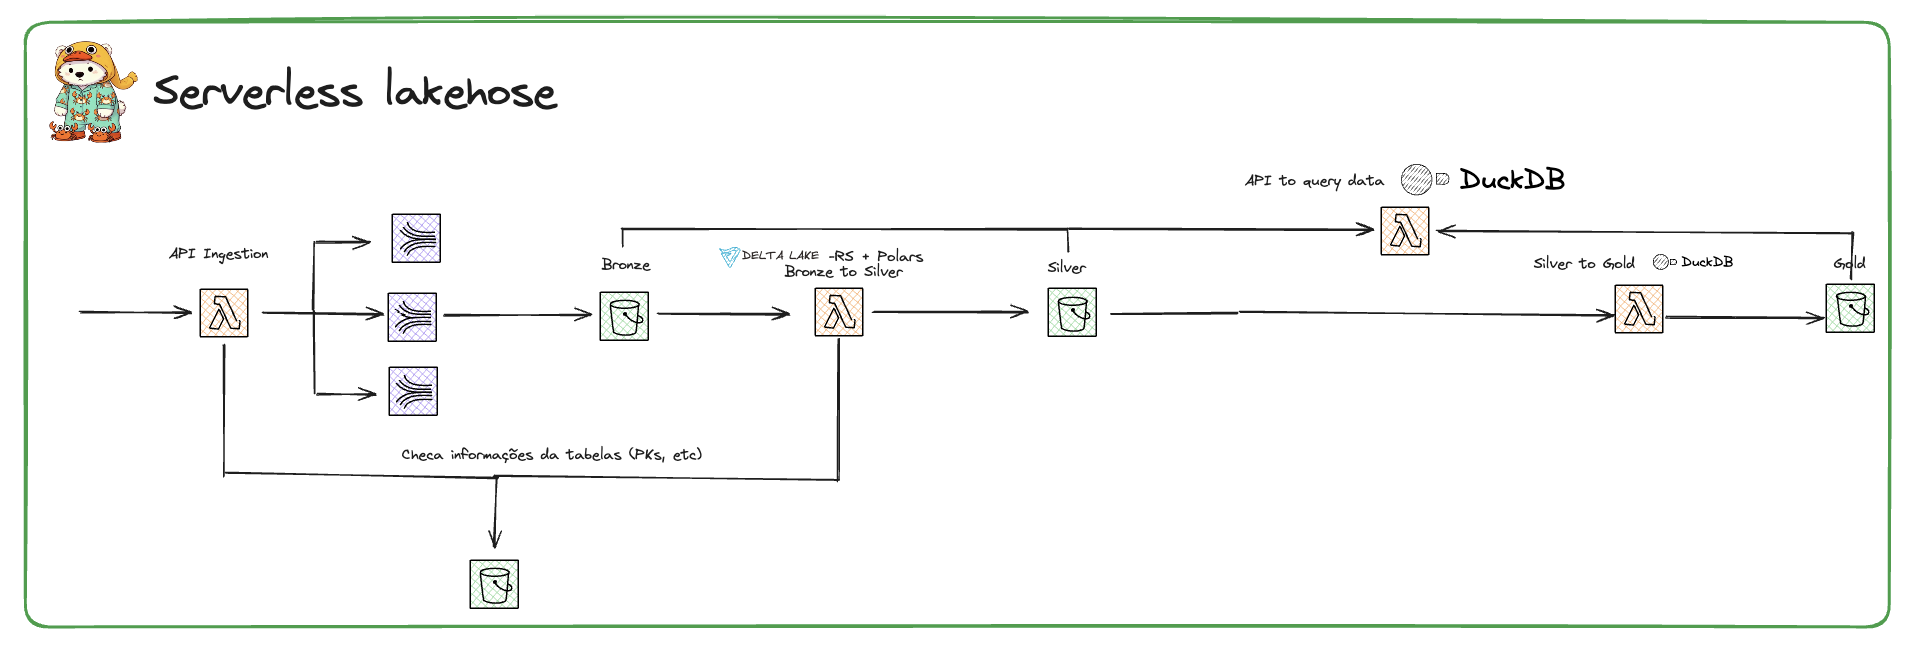 Serverless lakehose
API to query data
DuckDB
API Ingestion
Bronze
DELTA LAKE -RS + Polars
Bronze to Silver
Silver
Silver to Gold
DuckDB
Gold
Checa informações da tabelas (PKs, etc)